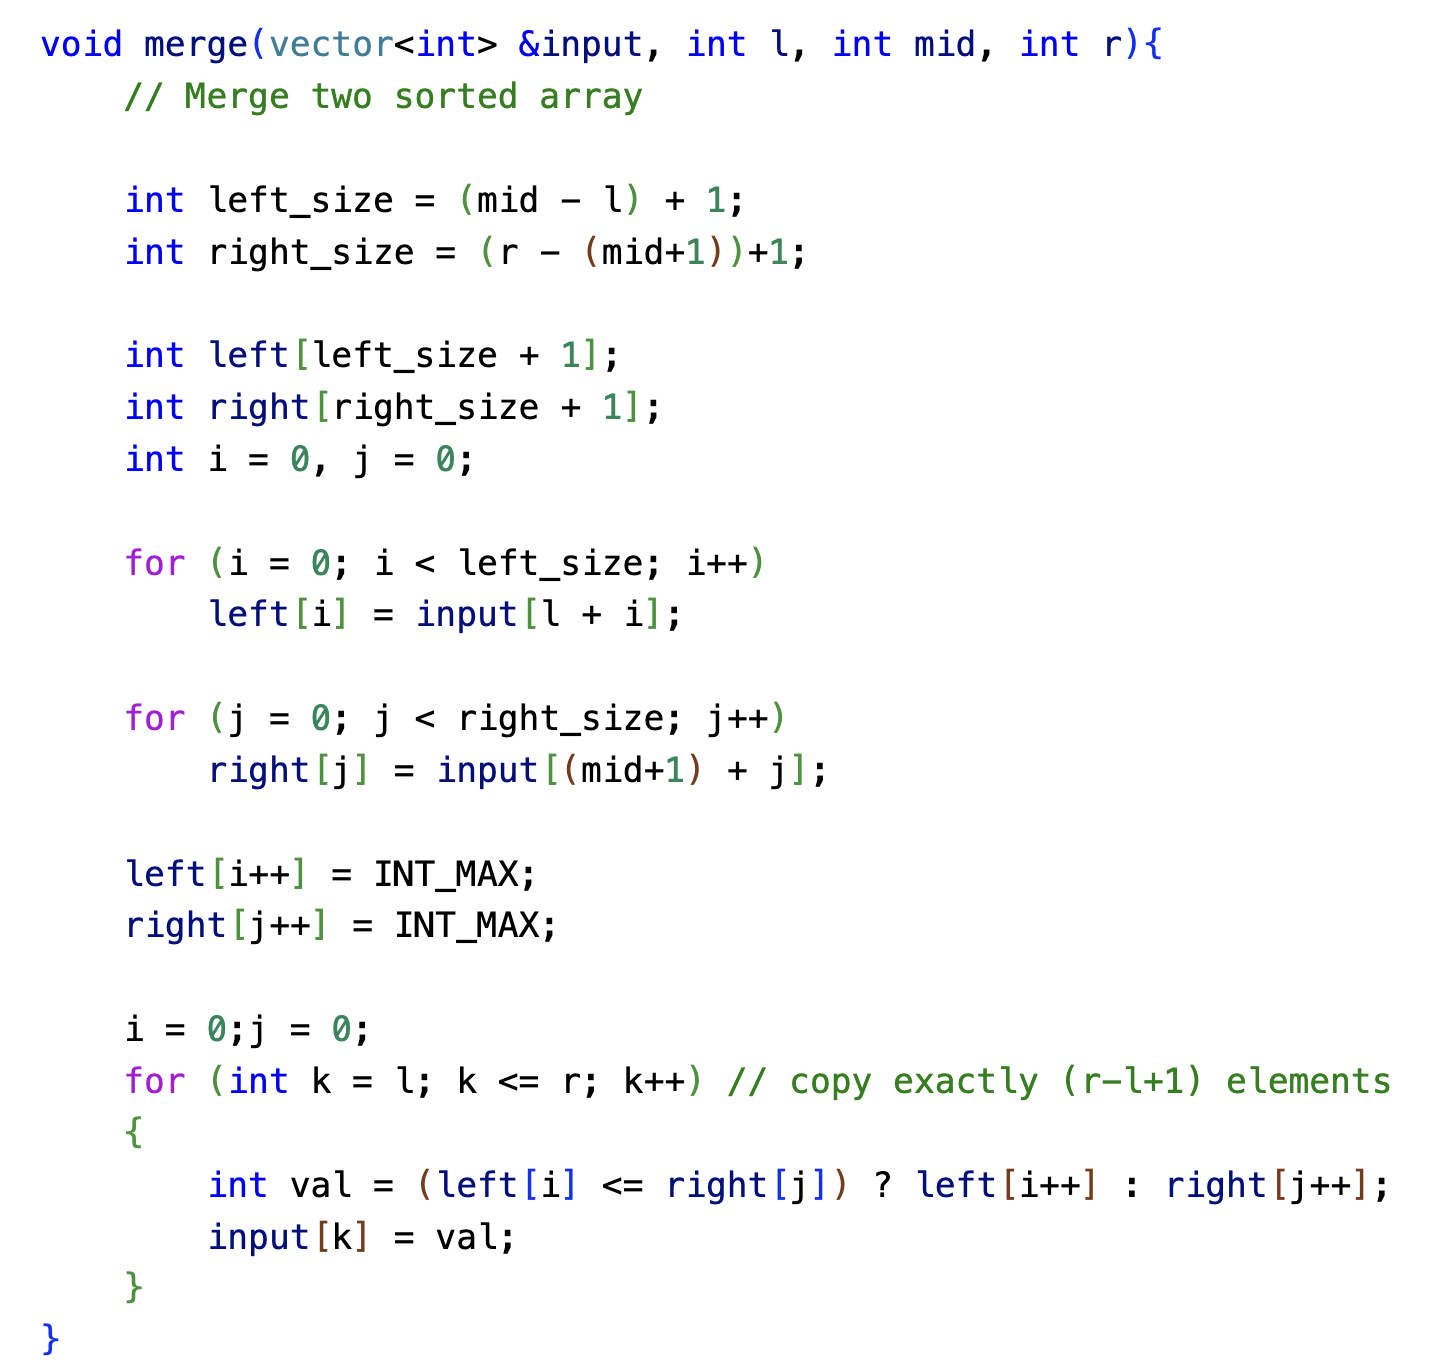 void merge(vector<int> &input, int l, int mid, int r){
    // Merge two sorted array

    int left_size = (mid - l) + 1;
    int right_size = (r - (mid+1))+1;

    int left[left_size + 1];
    int right[right_size + 1];
    int i = 0, j = 0;

    for (i = 0; i < left_size; i++)
        left[i] = input[l + i];

    for (j = 0; j < right_size; j++)
        right[j] = input[(mid+1) + j];

    left[i++] = INT_MAX;
    right[j++] = INT_MAX;

    i = 0;j = 0;
    for (int k = l; k <= r; k++) // copy exactly (r-l+1) elements
    {
        int val = (left[i] <= right[j]) ? left[i++] : right[j++];
        input[k] = val;
    }
}